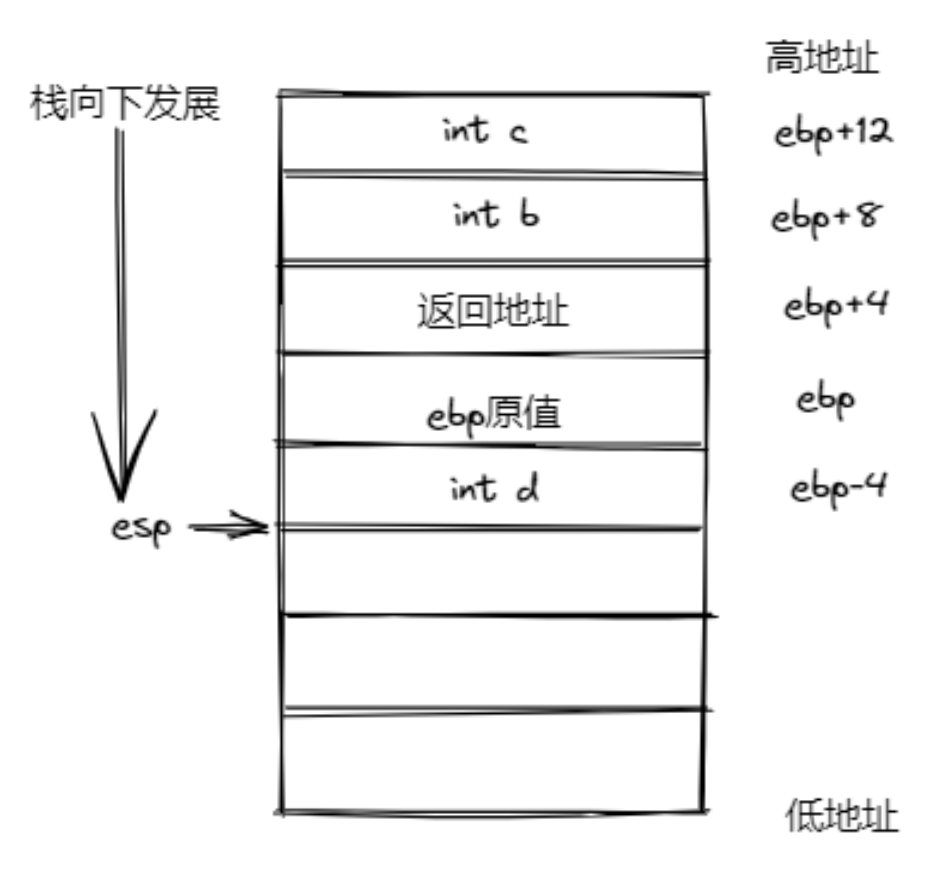 高地址
栈向下发展
int c
ebp+12
int b
ebp+8
返回地址
ebp+4
ebp原值
ebp
int d
ebp-4
esp
低地址